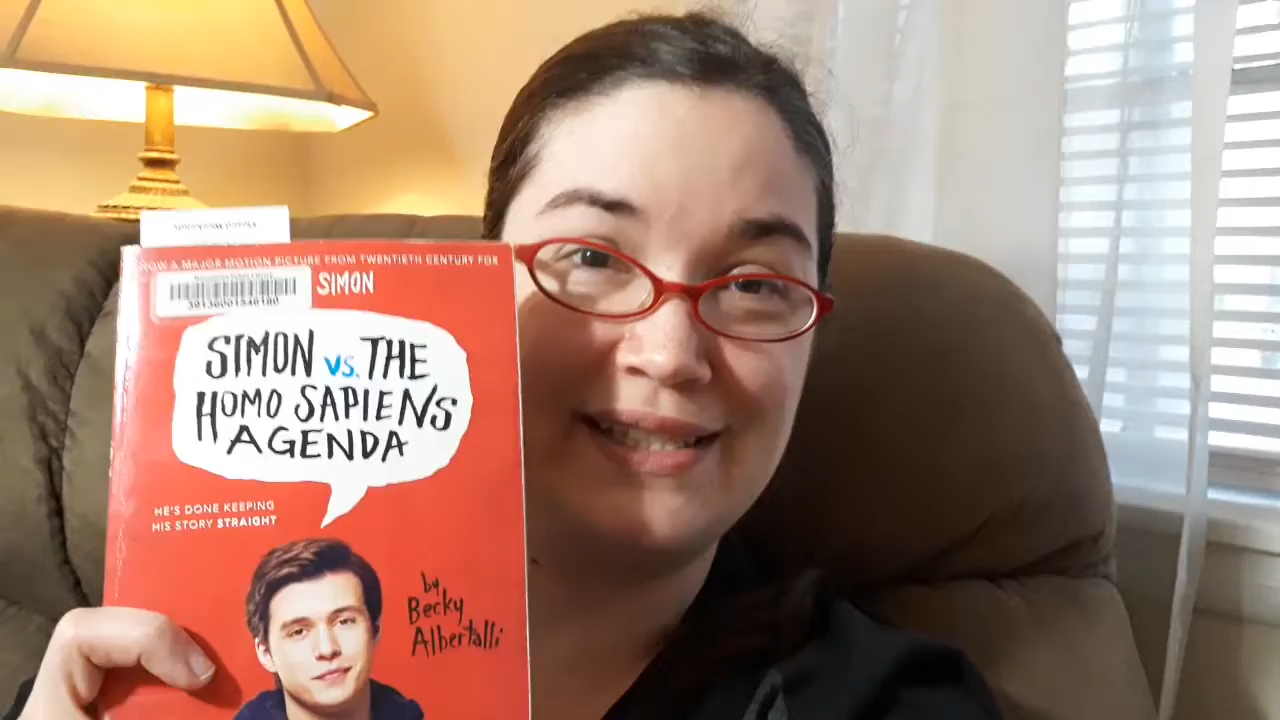 NOW A MAJOR MOTION PICTURE FROM TWENTIETH CENTURY FOX
SIMON
SIMON vs. THE
HOMO SAPIENS
AGENDA
HE'S DONE KEEPING
HIS STORY STRAIGHT
by
Becky
Albertalli